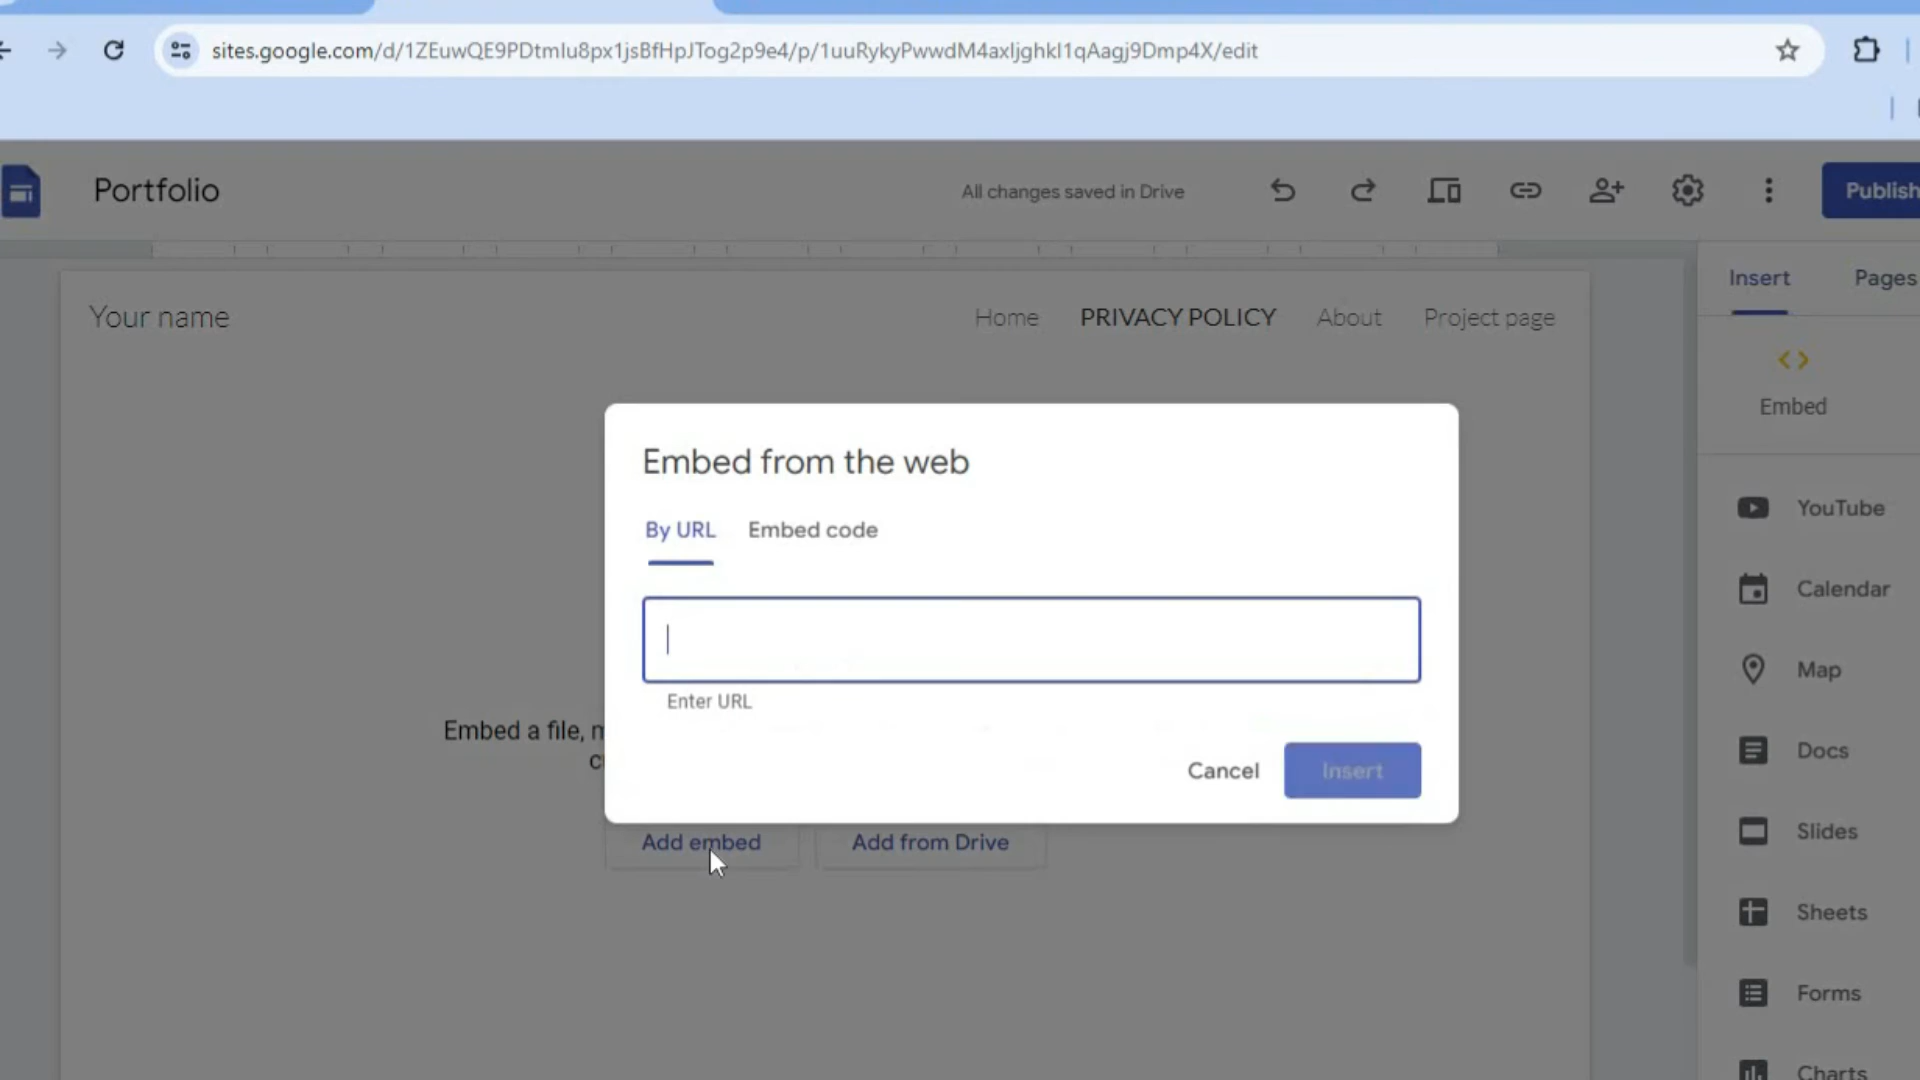 sites.google.com/d/1ZEuwQE9PDtmIu8px1jsBfHpJTog2p9e4/p/1uuRykyPwwdM4axljghkI1qAagj9Dmp4X/edit
Portfolio
All changes saved in Drive
Publish
Insert
Pages
Your name
Home
PRIVACY POLICY
About
Project page
Embed
Embed from the web
By URL
Embed code
Enter URL
Cancel
Insert
Embed a file,
Add embed
Add from Drive
YouTube
Calendar
Map
Docs
Slides
Sheets
Forms
Charts